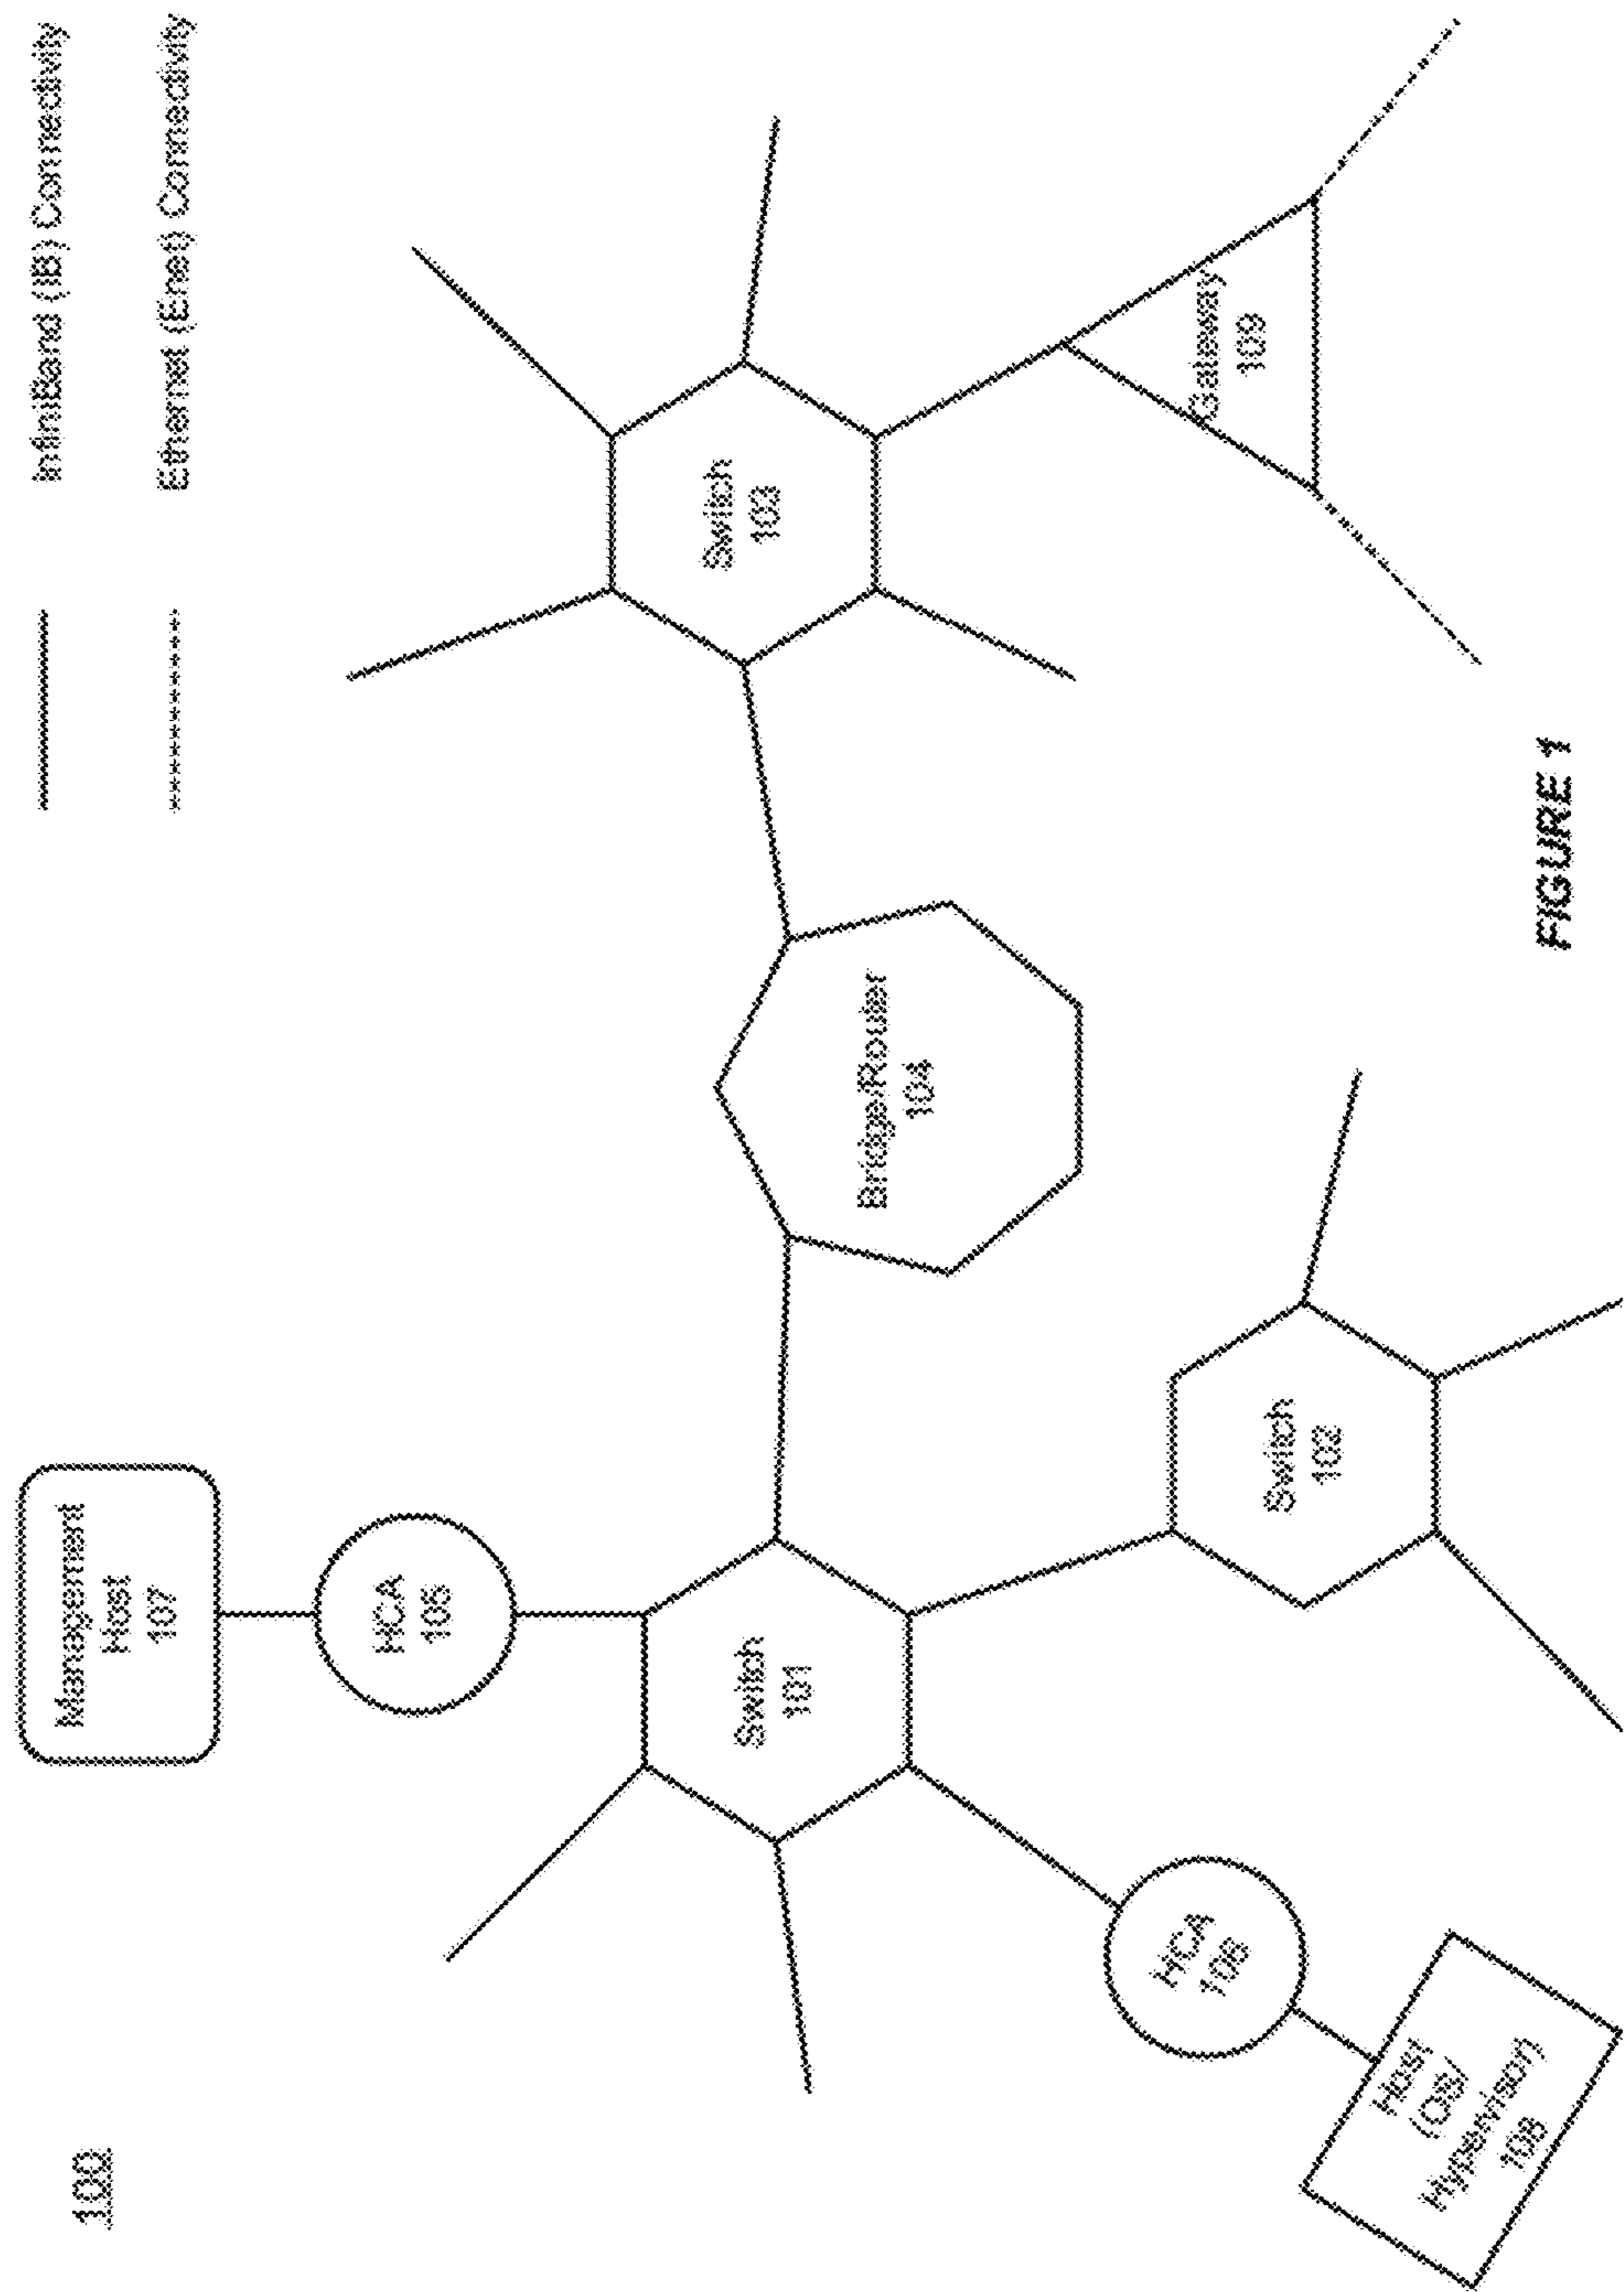 100
InfiniBand (IB) Connectivity
Ethernet (Enet) Connectivity
Management
Host
107
HCA
105
Switch
101
Bridge/Router
104
Switch
103
HCA
106
Host
(OS/
Hypervisor)
108
Switch
102
Gateway
109
FIGURE 1